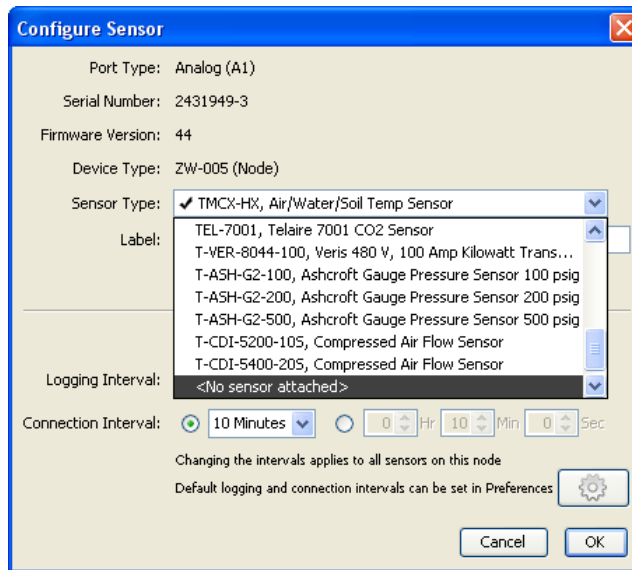 Configure Sensor
Port Type: Analog (A1)
Serial Number: 2431949-3
Firmware Version: 44
Device Type: ZW-005 (Node)
Sensor Type: ✔ TMCX-HX, Air/Water/Soil Temp Sensor
Label:
TEL-7001, Telaire 7001 CO2 Sensor
T-VER-8044-100, Veris 480 V, 100 Amp Kilowatt Trans...
T-ASH-G2-100, Ashcroft Gauge Pressure Sensor 100 psig
T-ASH-G2-200, Ashcroft Gauge Pressure Sensor 200 psig
T-ASH-G2-500, Ashcroft Gauge Pressure Sensor 500 psig
T-CDI-5200-10S, Compressed Air Flow Sensor
T-CDI-5400-20S, Compressed Air Flow Sensor
<No sensor attached>
Logging Interval:
Connection Interval: 10 Minutes 0 Hr 10 Min 0 Sec
Changing the intervals applies to all sensors on this node
Default logging and connection intervals can be set in Preferences
Cancel OK